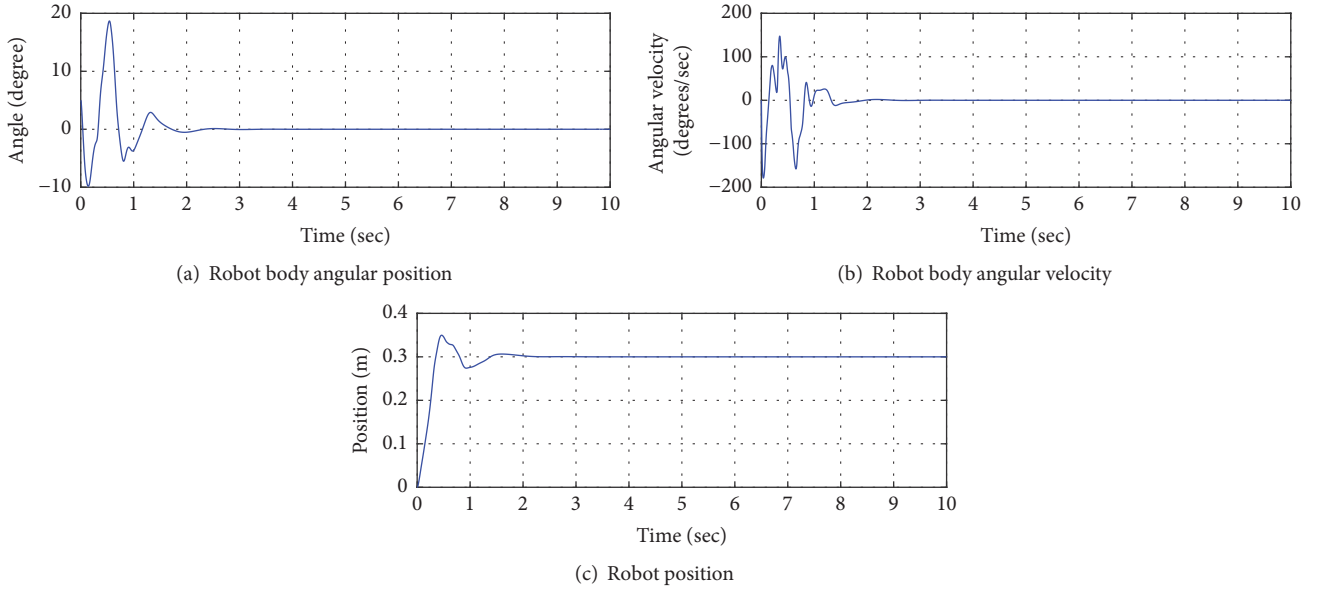 20
10
0
−10
Angle (degree)
0 1 2 3 4 5 6 7 8 9 10
Time (sec)
(a) Robot body angular position
200
100
0
−100
−200
Angular velocity
(degrees/sec)
0 1 2 3 4 5 6 7 8 9 10
Time (sec)
(b) Robot body angular velocity
0.4
0.3
0.2
0.1
0
Position (m)
0 1 2 3 4 5 6 7 8 9 10
Time (sec)
(c) Robot position